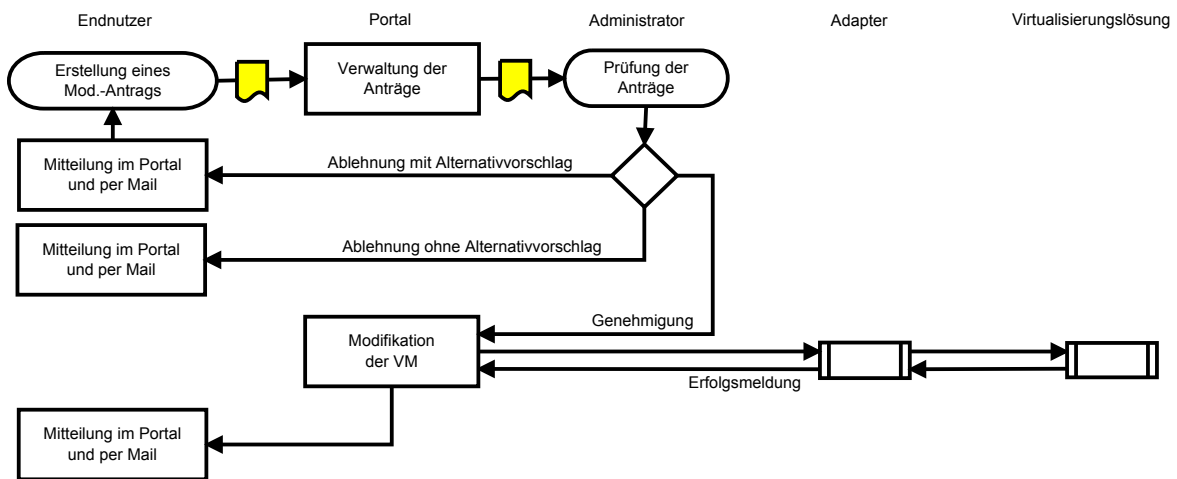 Endnutzer
Portal
Administrator
Adapter
Virtualisierungslösung
Erstellung eines
Mod.-Antrags
Verwaltung der
Anträge
Prüfung der
Anträge
Mitteilung im Portal
und per Mail
Ablehnung mit Alternativvorschlag
Mitteilung im Portal
und per Mail
Ablehnung ohne Alternativvorschlag
Genehmigung
Modifikation
der VM
Erfolgsmeldung
Mitteilung im Portal
und per Mail